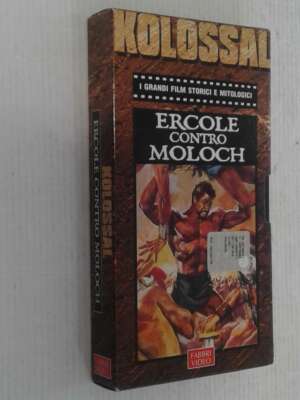 KOLOSSAL
I GRANDI FILM STORICI E MITOLOGICI
ERCOLE
CONTRO
MOLOCH
FABBRI
VIDEO
KOLOSSAL
ERCOLE CONTRO MOLOCH